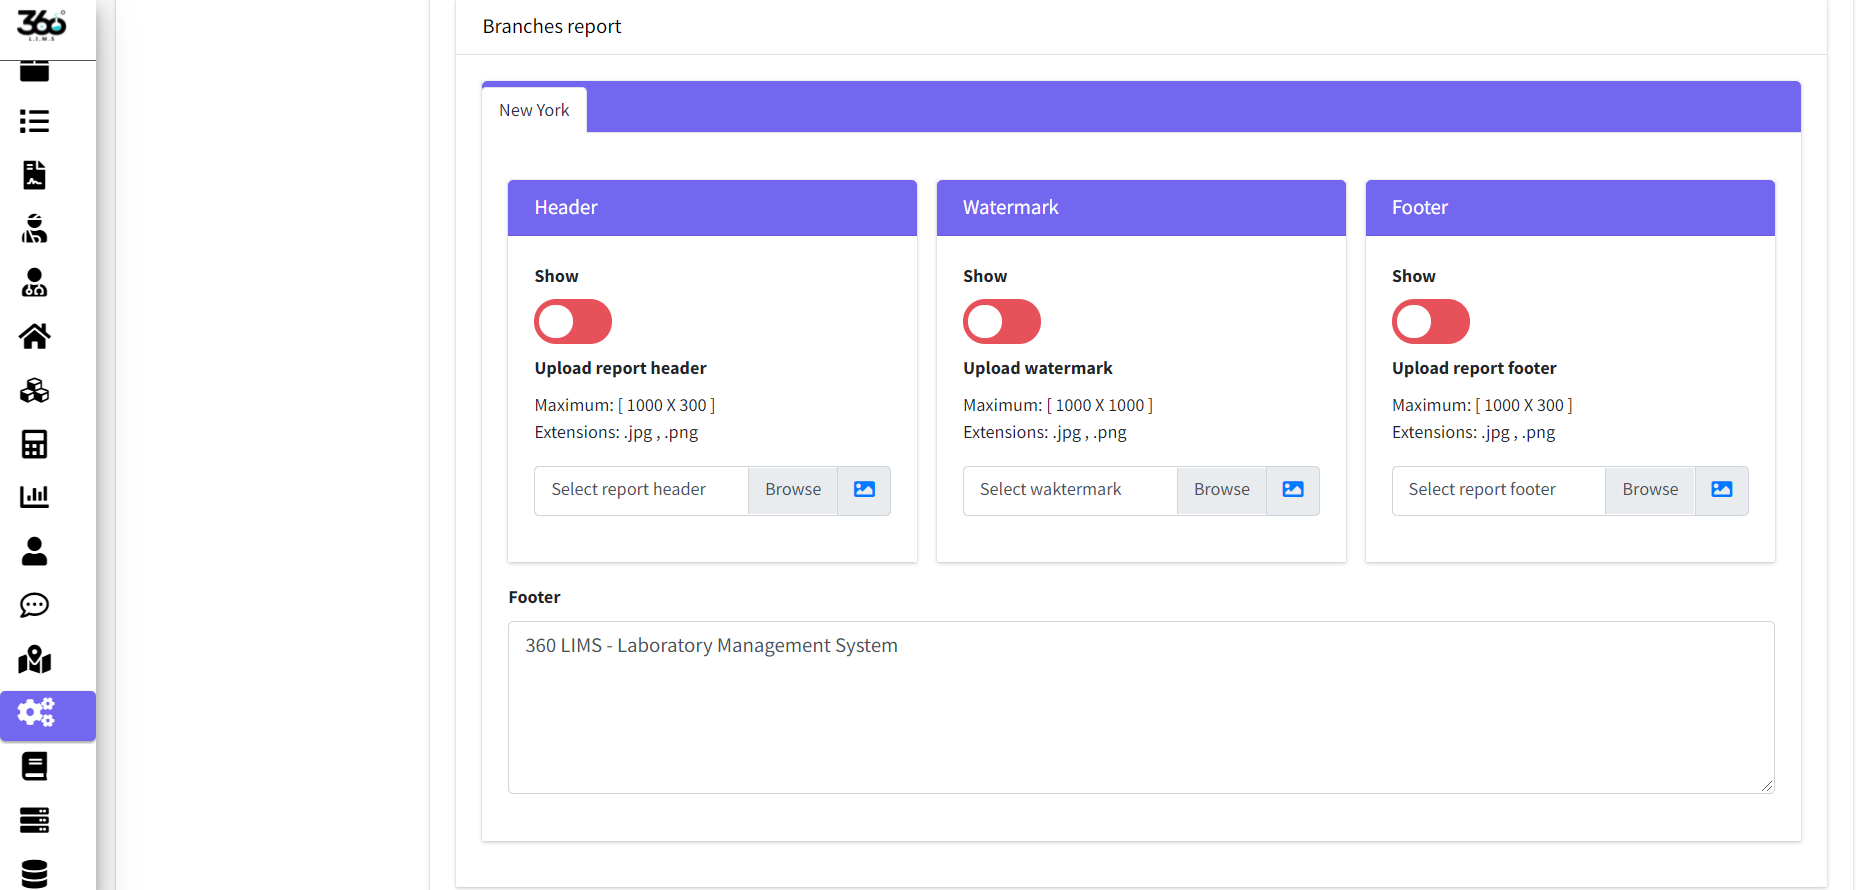 360°
L.I.M.S
Branches report
New York
Header
Show
Upload report header
Maximum: [ 1000 X 300 ]
Extensions: .jpg , .png
Select report header Browse
Watermark
Show
Upload watermark
Maximum: [ 1000 X 1000 ]
Extensions: .jpg , .png
Select waktermark Browse
Footer
Show
Upload report footer
Maximum: [ 1000 X 300 ]
Extensions: .jpg , .png
Select report footer Browse
Footer
360 LIMS - Laboratory Management System